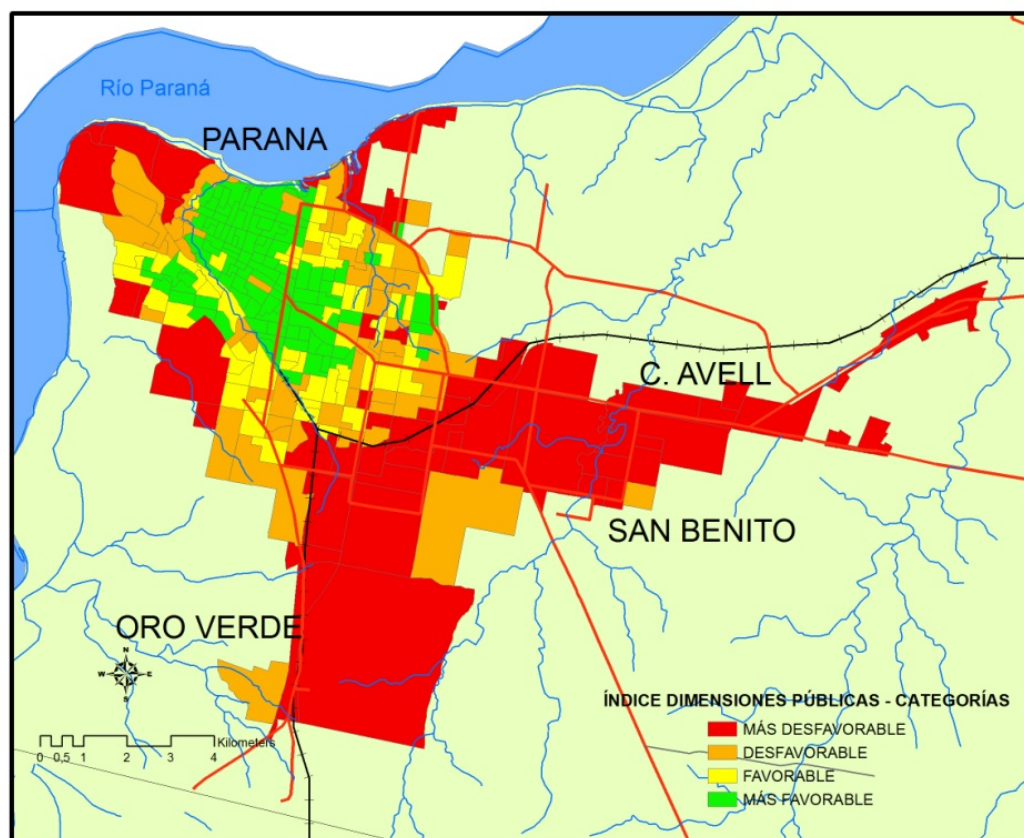 Río Paraná
PARANA
C. AVELL
SAN BENITO
ORO VERDE
N
W E
S
Kilometers
0 0,5 1 2 3 4
ÍNDICE DIMENSIONES PÚBLICAS - CATEGORÍAS
MÁS DESFAVORABLE
DESFAVORABLE
FAVORABLE
MÁS FAVORABLE